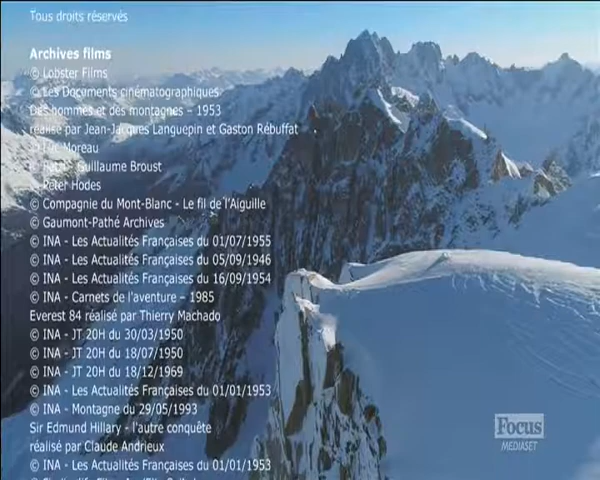 Tous droits réservés
Archives films
© Lobster Films
© Les Documents cinématographiques
Des hommes et des montagnes – 1953
réalisé par Jean-Jacques Languepin et Gaston Rébuffat
© Luc Moreau
© Petzl - Guillaume Broust
© Peter Hodes
© Compagnie du Mont-Blanc - Le fil de l'Aiguille
© Gaumont-Pathé Archives
© INA - Les Actualités Françaises du 01/07/1955
© INA - Les Actualités Françaises du 05/09/1946
© INA - Les Actualités Françaises du 16/09/1954
© INA - Carnets de l'aventure – 1985
Everest 84 réalisé par Thierry Machado
© INA - JT 20H du 30/03/1950
© INA - JT 20H du 18/07/1950
© INA - JT 20H du 18/12/1969
© INA - Les Actualités Françaises du 01/01/1953
© INA - Montagne du 29/05/1993
Sir Edmund Hillary - l'autre conquête
réalisé par Claude Andrieux
© INA - Les Actualités Françaises du 01/01/1953
Focus
MEDIASET